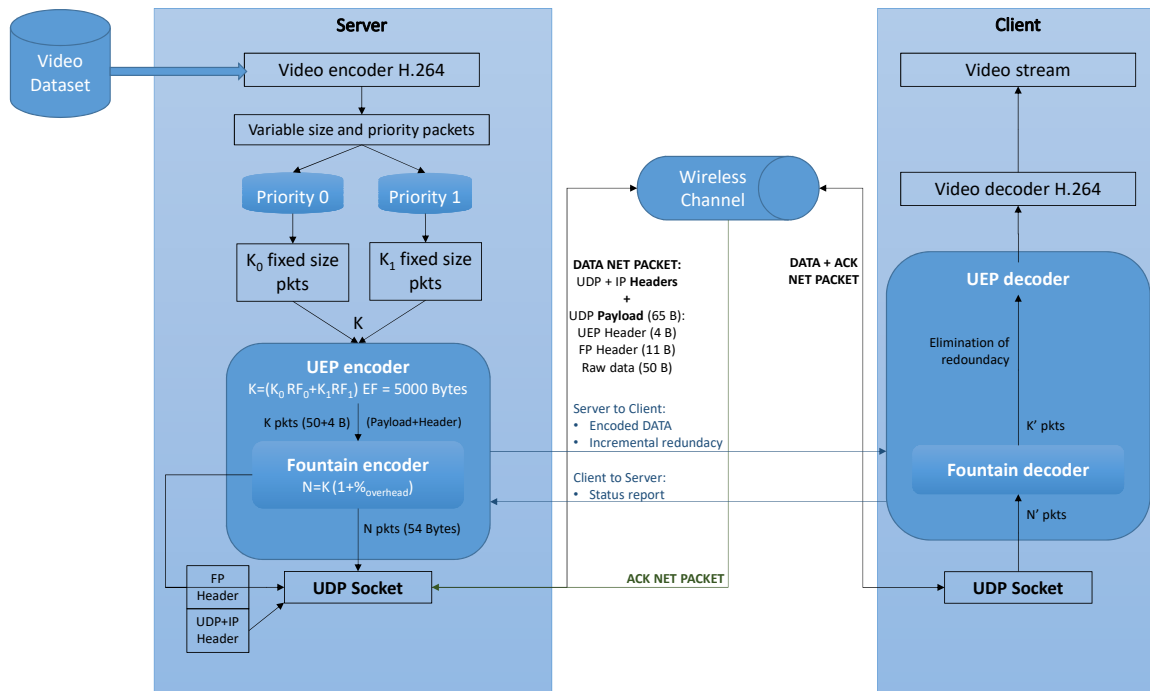 Server
Client
Video
Dataset
Video encoder H.264
Variable size and priority packets
Priority 0
Priority 1
K0 fixed size
pkts
K1 fixed size
pkts
K
UEP encoder
K=(K0 RF0+K1RF1) EF = 5000 Bytes
K pkts (50+4 B)
(Payload+Header)
Fountain encoder
N=K(1+%overhead)
N pkts (54 Bytes)
FP
Header
UDP+IP
Header
UDP Socket
Wireless
Channel
DATA NET PACKET:
UDP + IP Headers
+
UDP Payload (65 B):
UEP Header (4 B)
FP Header (11 B)
Raw data (50 B)
DATA + ACK
NET PACKET
Server to Client:
• Encoded DATA
• Incremental redundancy
Client to Server:
• Status report
ACK NET PACKET
Video stream
Video decoder H.264
UEP decoder
Elimination of
redoundacy
K' pkts
Fountain decoder
N' pkts
UDP Socket